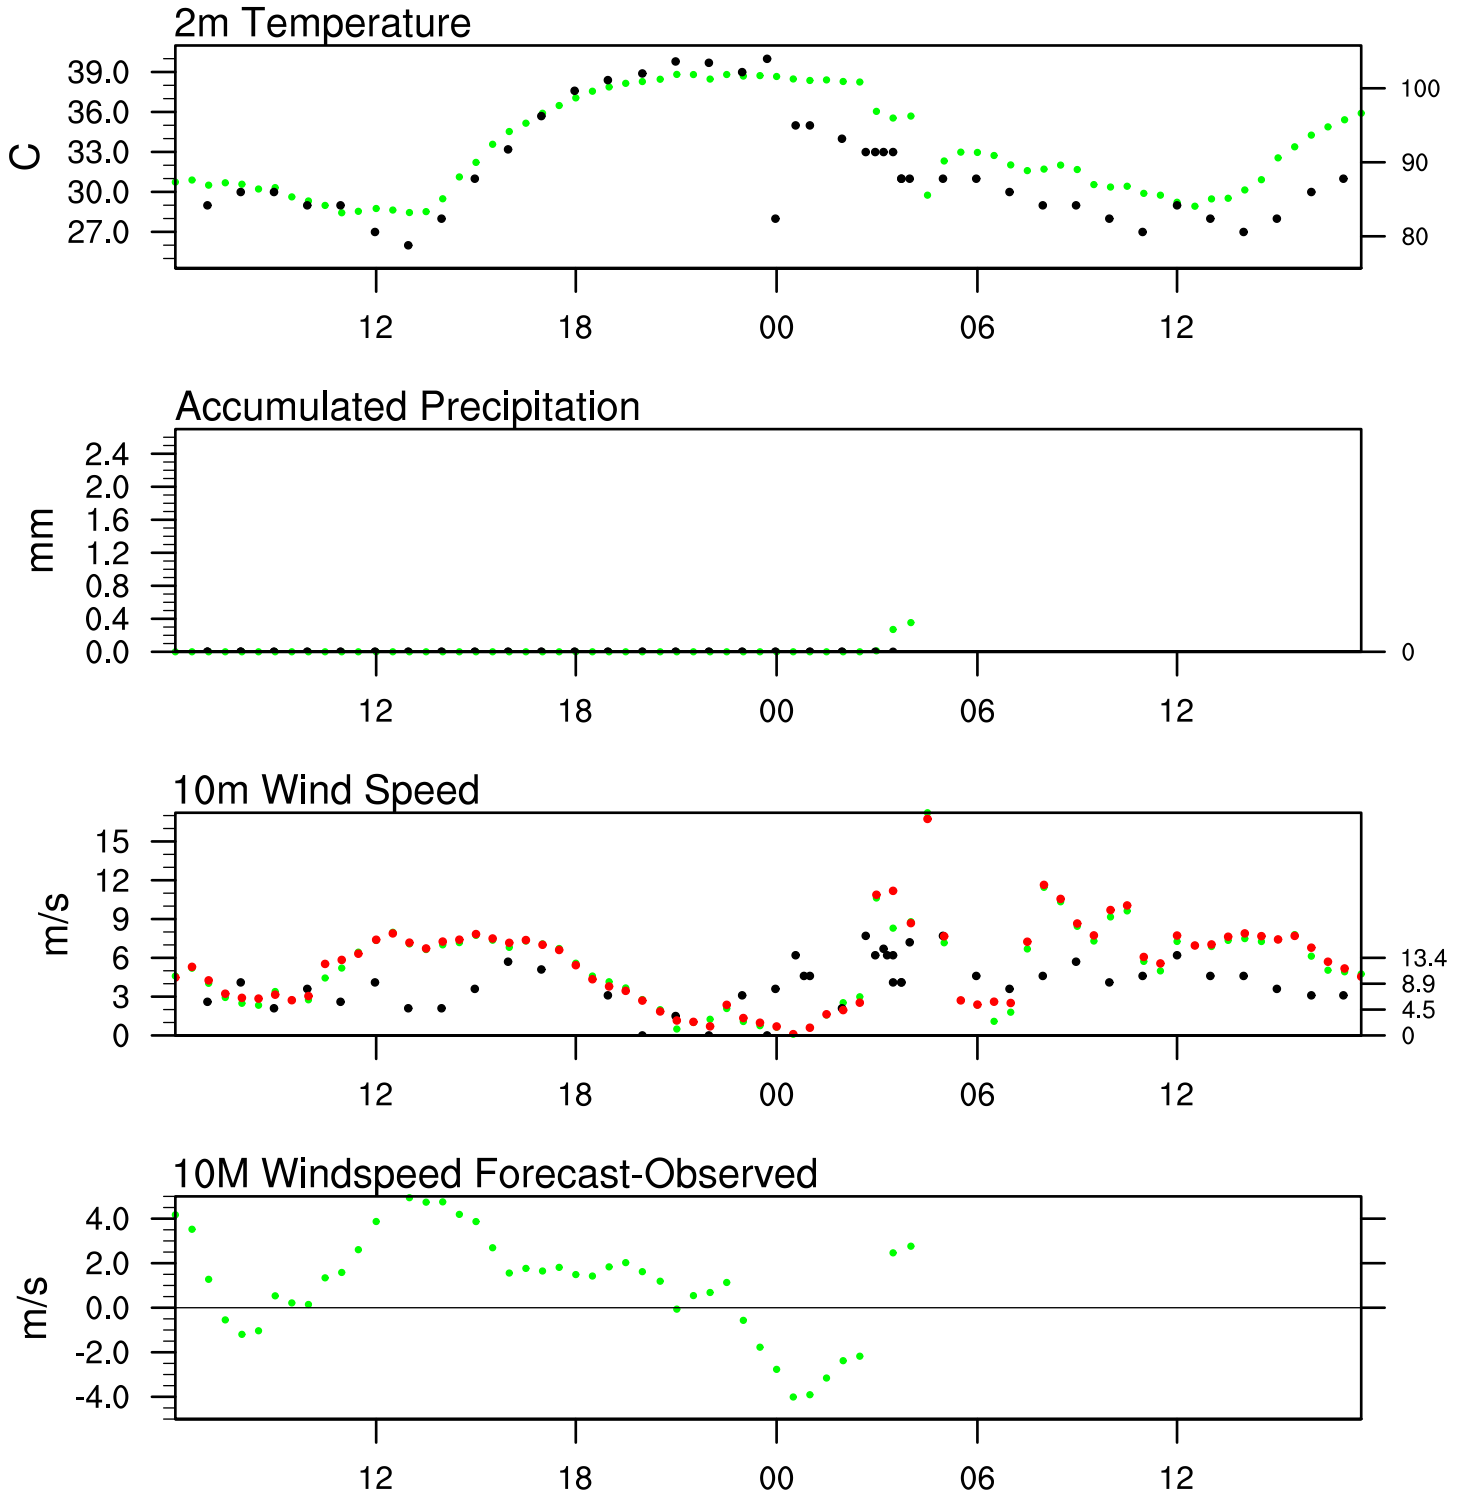 2m Temperature
39.0
36.0
33.0
30.0
27.0
C
100
90
80
12 18 00 06 12
Accumulated Precipitation
2.4
2.0
1.6
1.2
0.8
0.4
0.0
mm
0
12 18 00 06 12
10m Wind Speed
15
12
9
6
3
0
m/s
13.4
8.9
4.5
0
12 18 00 06 12
10M Windspeed Forecast-Observed
4.0
2.0
0.0
-2.0
-4.0
m/s
12 18 00 06 12